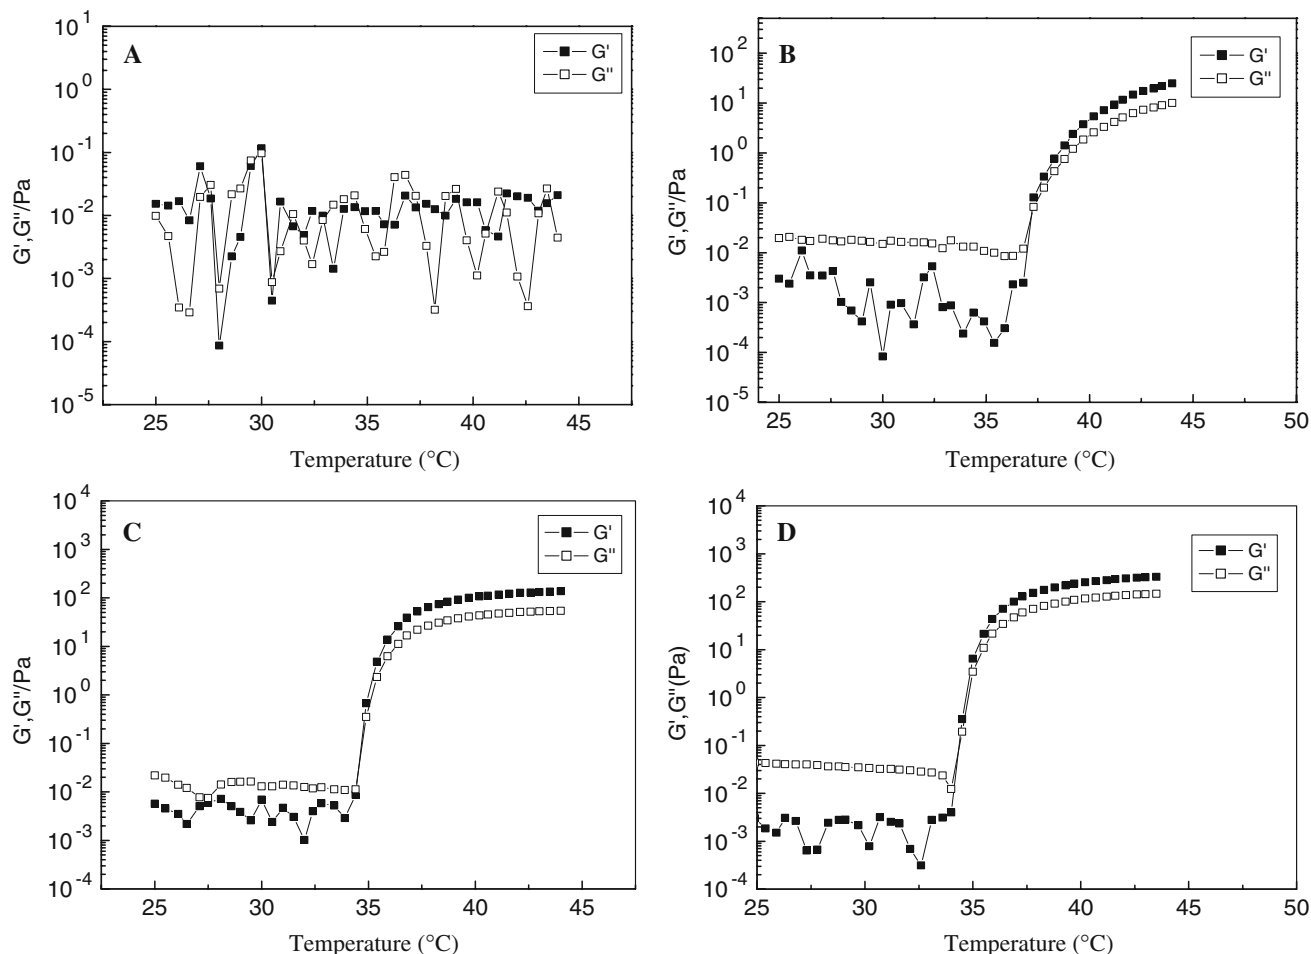 A
G'
G"
10^1
10^0
10^-1
10^-2
10^-3
10^-4
10^-5
G',G"/Pa
25 30 35 40 45
Temperature (°C)
B
G'
G"
10^2
10^1
10^0
10^-1
10^-2
10^-3
10^-4
10^-5
G',G"/Pa
25 30 35 40 45 50
Temperature (°C)
C
G'
G"
10^4
10^3
10^2
10^1
10^0
10^-1
10^-2
10^-3
10^-4
G',G"/Pa
25 30 35 40 45
Temperature (°C)
D
G'
G"
10^4
10^3
10^2
10^1
10^0
10^-1
10^-2
10^-3
10^-4
G',G"(Pa)
25 30 35 40 45 50
Temperature (°C)